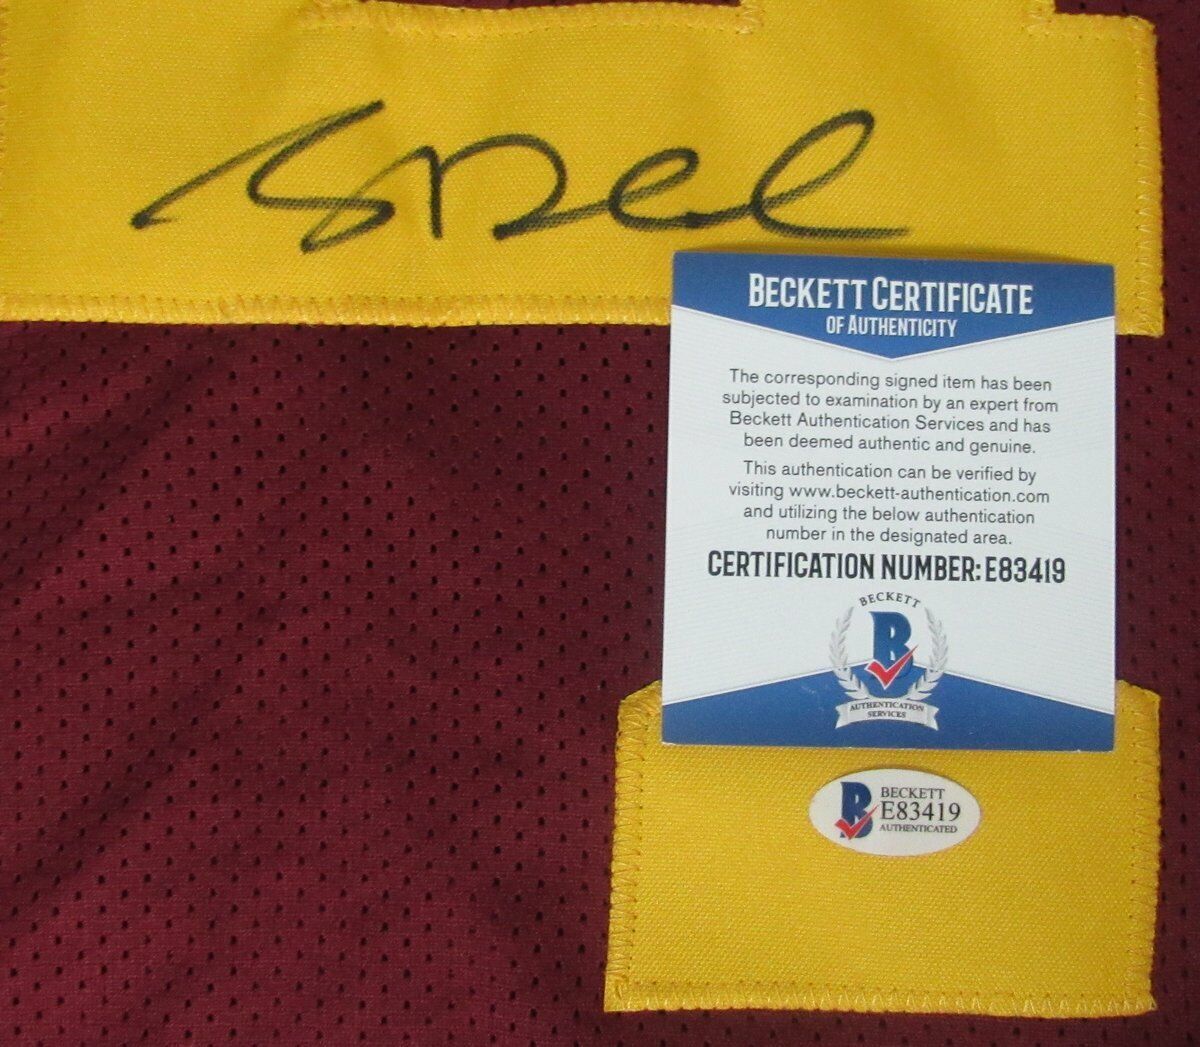 BECKETT CERTIFICATE
OF AUTHENTICITY
The corresponding signed item has been
subjected to examination by an expert from
Beckett Authentication Services and has
been deemed authentic and genuine.
This authentication can be verified by
visiting www.beckett-authentication.com
and utilizing the below authentication
number in the designated area.
CERTIFICATION NUMBER: E83419
BECKETT
B
AUTHENTICATION
SERVICES
B
BECKETT
E83419
AUTHENTICATED